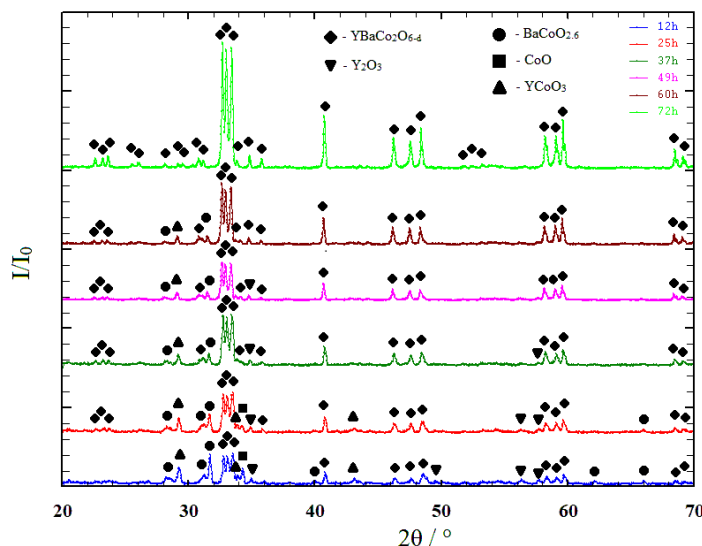 - YBaCo2O6-d
- Y2O3
- BaCoO2.6
- CoO
- YCoO3
12h
25h
37h
49h
60h
72h
I/I0
20 30 40 50 60 70
2θ / °